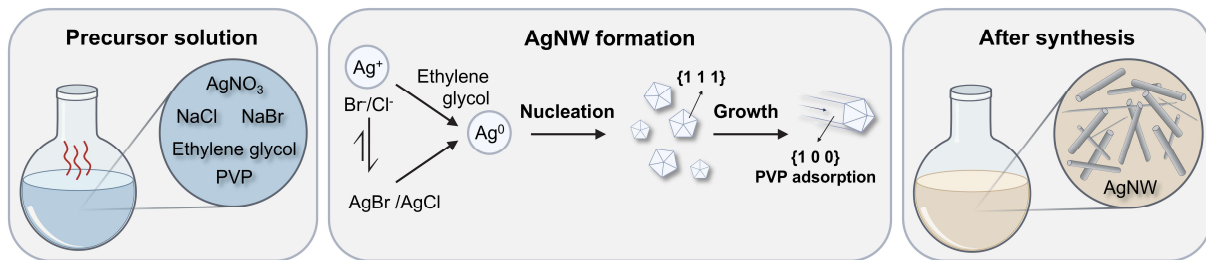 Precursor solution
AgNO₃
NaCl NaBr
Ethylene glycol
PVP
AgNW formation
Ag⁺
Br⁻/Cl⁻
AgBr /AgCl
Ethylene
glycol
Ag⁰
Nucleation
{1 1 1}
Growth
{1 0 0}
PVP adsorption
After synthesis
AgNW